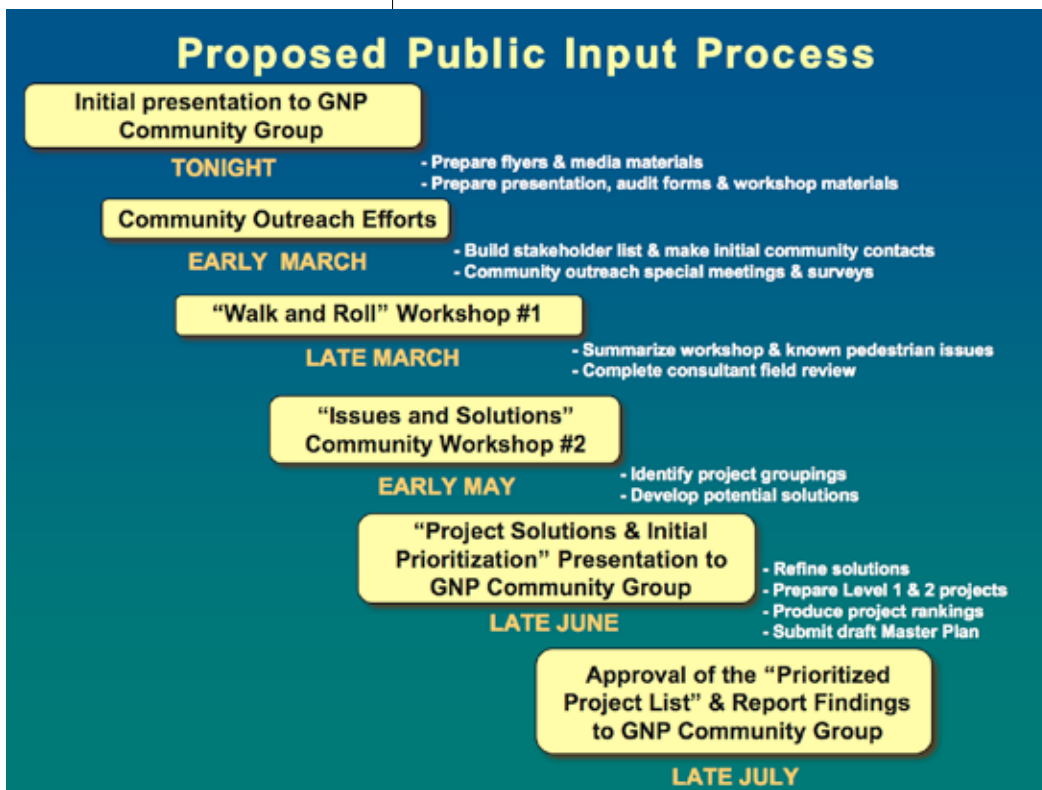 Proposed Public Input Process
Initial presentation to GNP
Community Group
TONIGHT
- Prepare flyers & media materials
- Prepare presentation, audit forms & workshop materials
Community Outreach Efforts
EARLY MARCH
- Build stakeholder list & make initial community contacts
- Community outreach special meetings & surveys
“Walk and Roll” Workshop #1
LATE MARCH
- Summarize workshop & known pedestrian issues
- Complete consultant field review
“Issues and Solutions”
Community Workshop #2
EARLY MAY
- Identify project groupings
- Develop potential solutions
“Project Solutions & Initial
Prioritization” Presentation to
GNP Community Group
LATE JUNE
- Refine solutions
- Prepare Level 1 & 2 projects
- Produce project rankings
- Submit draft Master Plan
Approval of the “Prioritized
Project List” & Report Findings
to GNP Community Group
LATE JULY